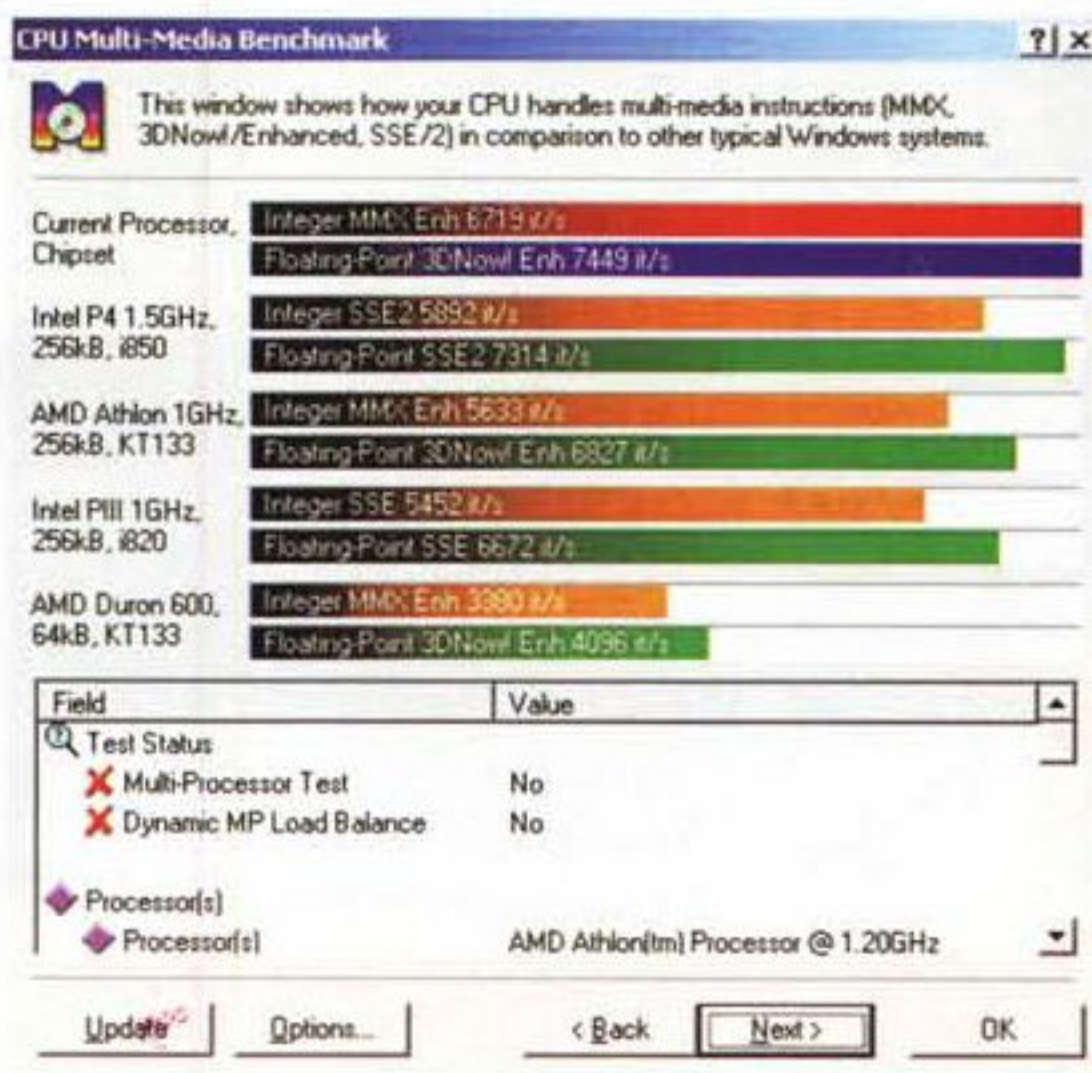 CPU Multi-Media Benchmark
This window shows how your CPU handles multi-media instructions (MMX,
3DNow!/Enhanced, SSE/2) in comparison to other typical Windows systems.
Current Processor,
Chipset
Integer MMX Enh 6719 it/s
Floating-Point 3DNow! Enh 7449 it/s
Intel P4 1.5GHz,
256kB, i850
Integer SSE2 5892 it/s
Floating-Point SSE2 7314 it/s
AMD Athlon 1GHz,
256kB, KT133
Integer MMX Enh 5633 it/s
Floating-Point 3DNow! Enh 6827 it/s
Intel PIII 1GHz,
256kB, i820
Integer SSE 5452 it/s
Floating-Point SSE 6672 it/s
AMD Duron 600,
64kB, KT133
Integer MMX Enh 3380 it/s
Floating-Point 3DNow! Enh 4096 it/s
Field Value
Test Status
Multi-Processor Test No
Dynamic MP Load Balance No
Processor(s)
Processor(s) AMD Athlon(tm) Processor @ 1.20GHz
Update Options... < Back Next > OK